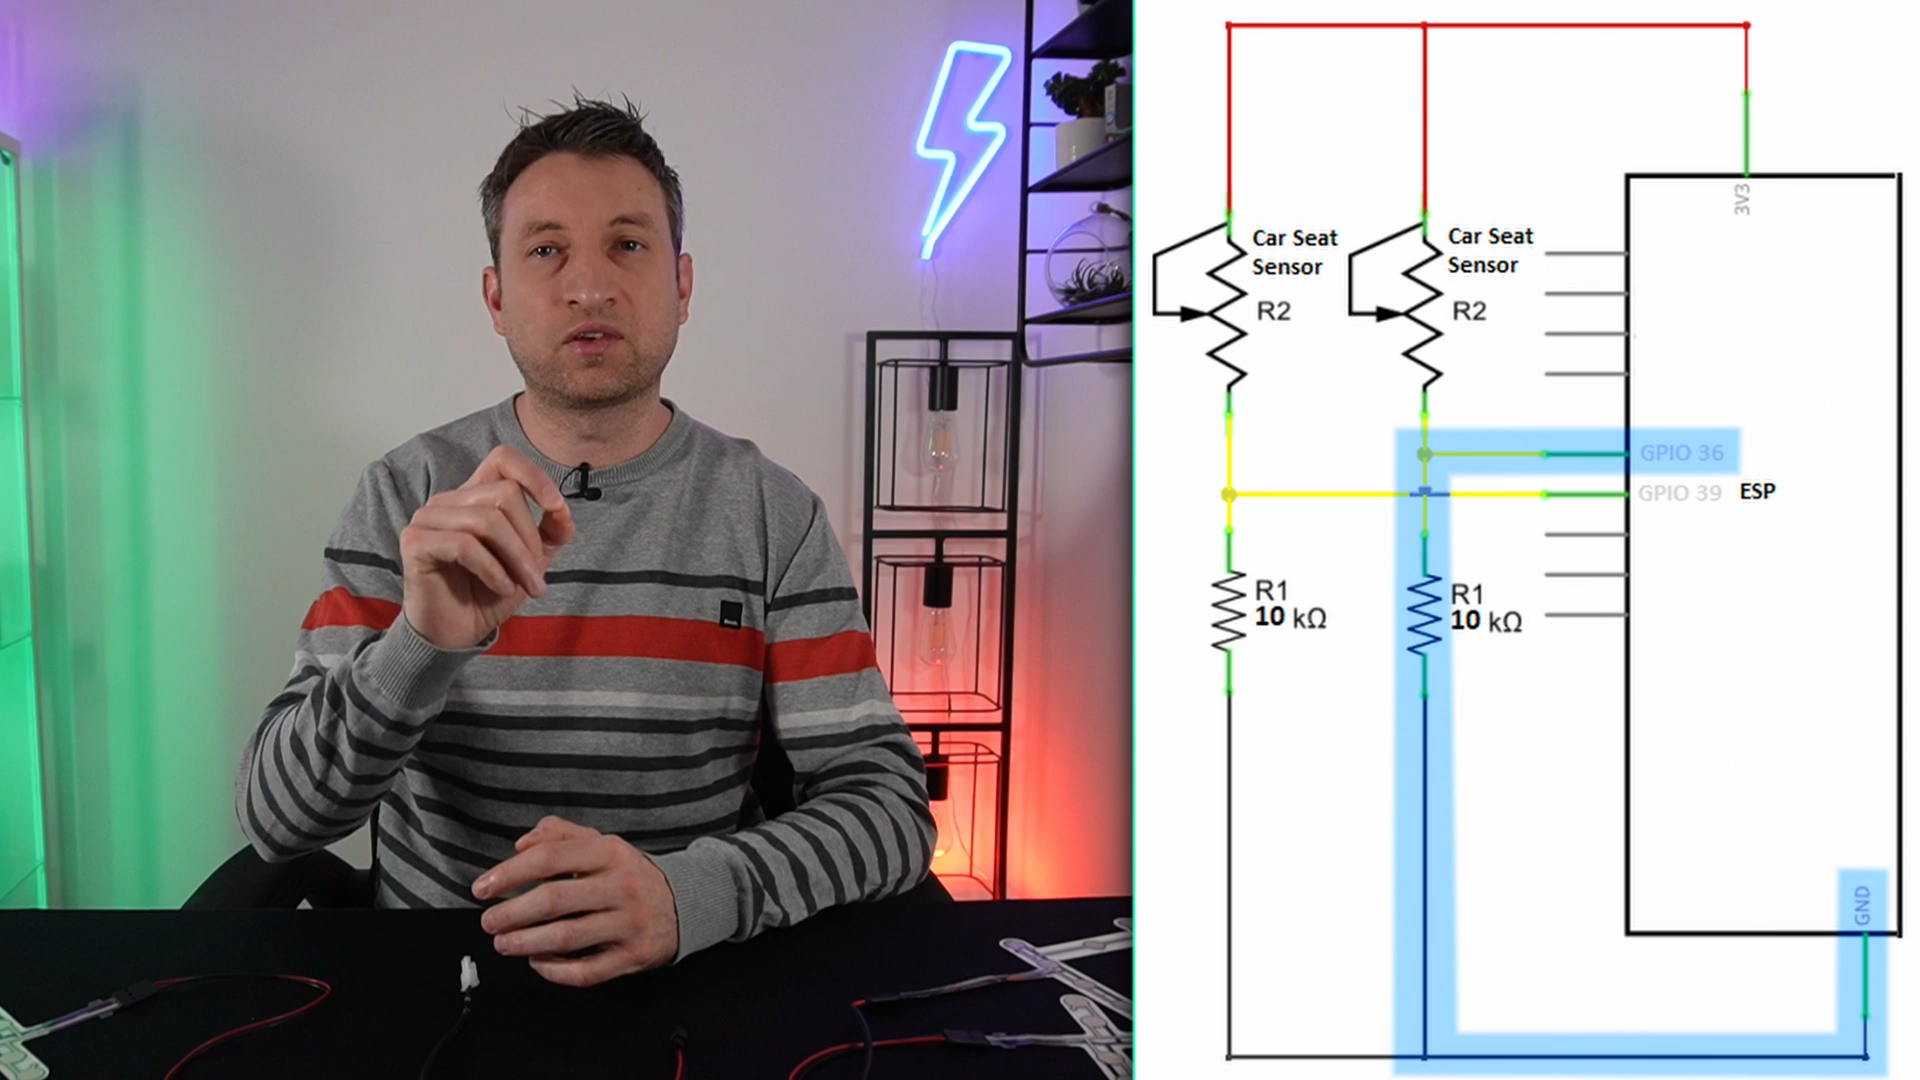 3V3
Car Seat
Sensor
R2
Car Seat
Sensor
R2
GPIO 36
GPIO 39
ESP
R1
10 kΩ
R1
10 kΩ
GND